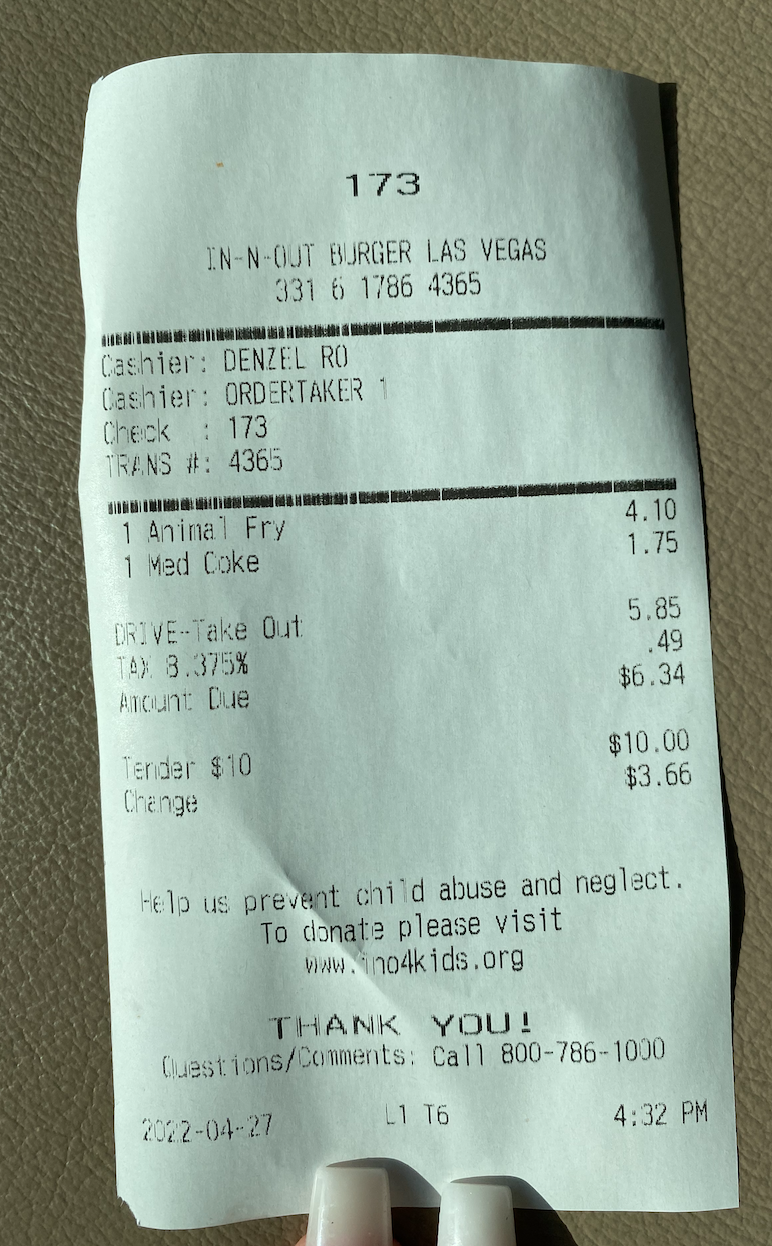 173
IN-N-OUT BURGER LAS VEGAS
331 6 1786 4365
Cashier: DENZEL RO
Cashier: ORDERTAKER 1
Check : 173
TRANS #: 4365
1 Animal Fry 4.10
1 Med Coke 1.75
DRIVE-Take Out 5.85
TAX 8.375% .49
Amount Due $6.34
Tender $10 $10.00
Change $3.66
Help us prevent child abuse and neglect.
To donate please visit
www.ino4kids.org
THANK YOU!
Questions/Comments: Call 800-786-1000
2022-04-27 L1 T6 4:32 PM